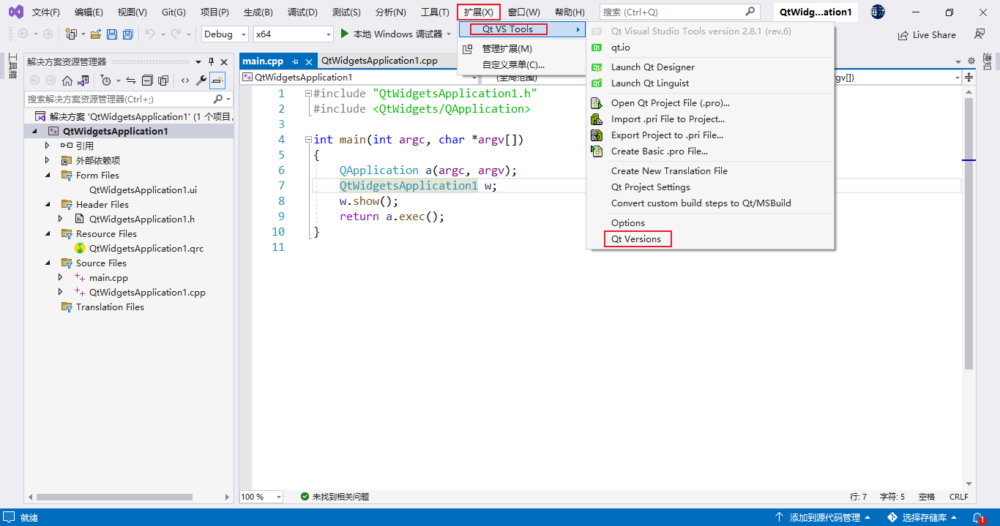 文件(F) 编辑(E) 视图(V) Git(G) 项目(P) 生成(B) 调试(D) 测试(S) 分析(N) 工具(T) 扩展(X) 窗口(W) 帮助(H) 搜索 (Ctrl+Q) QtWidg...ation1
Debug x64 本地 Windows 调试器 Live Share
Qt VS Tools
管理扩展(M)
自定义菜单(C)...
Qt Visual Studio Tools version 2.8.1 (rev.6)
qt.io
Launch Qt Designer
Launch Qt Linguist
Open Qt Project File (.pro)...
Import .pri File to Project...
Export Project to .pri File...
Create Basic .pro File...
Create New Translation File
Qt Project Settings
Convert custom build steps to Qt/MSBuild
Options
Qt Versions
工具箱
解决方案资源管理器
搜索解决方案资源管理器(Ctrl+;)
解决方案 'QtWidgetsApplication1' (1 个项目,
QtWidgetsApplication1
引用
外部依赖项
Form Files
QtWidgetsApplication1.ui
Header Files
QtWidgetsApplication1.h
Resource Files
QtWidgetsApplication1.qrc
Source Files
main.cpp
QtWidgetsApplication1.cpp
Translation Files
main.cpp QtWidgetsApplication1.cpp
QtWidgetsApplication1 (全局范围) gv[])
1 #include "QtWidgetsApplication1.h"
2 #include <QtWidgets/QApplication>
3
4 int main(int argc, char *argv[])
5 {
6 QApplication a(argc, argv);
7 QtWidgetsApplication1 w;
8 w.show();
9 return a.exec();
10 }
11
100 % 未找到相关问题 行: 7 字符: 5 空格 CRLF
就绪 添加到源代码管理 选择存储库 1